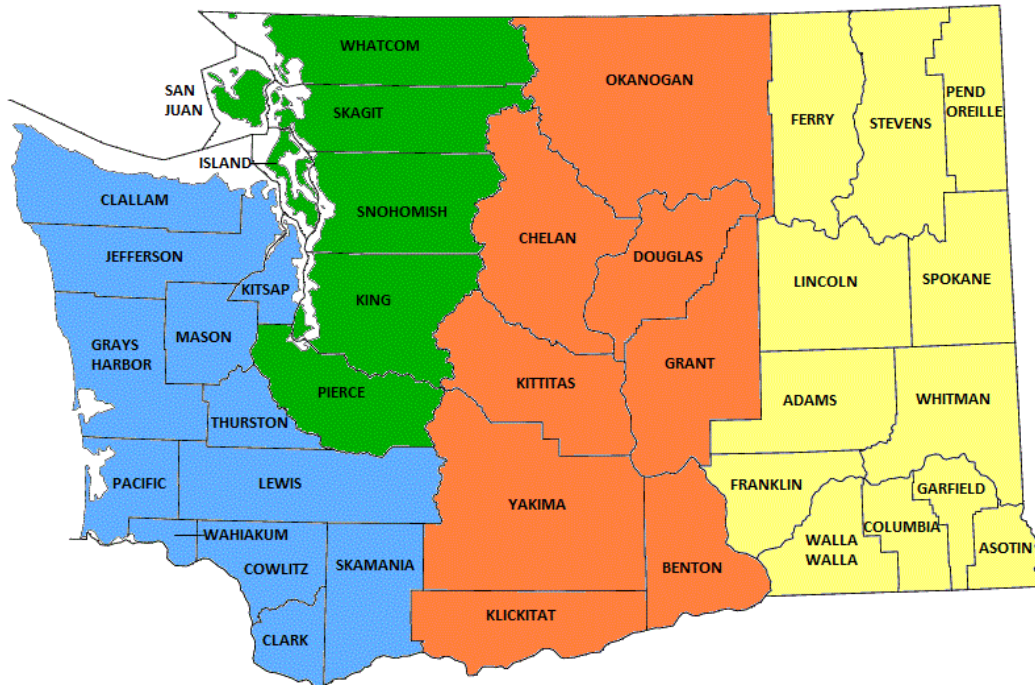 WHATCOM
OKANOGAN
SAN
JUAN
SKAGIT
FERRY
STEVENS
PEND
OREILLE
ISLAND
CLALLAM
SNOHOMISH
CHELAN
DOUGLAS
JEFFERSON
KITSAP
KING
LINCOLN
SPOKANE
GRAYS
HARBOR
MASON
PIERCE
KITTITAS
GRANT
ADAMS
WHITMAN
THURSTON
PACIFIC
LEWIS
YAKIMA
FRANKLIN
GARFIELD
WAHIAKUM
COLUMBIA
WALLA
WALLA
ASOTIN
COWLITZ
SKAMANIA
BENTON
KLICKITAT
CLARK